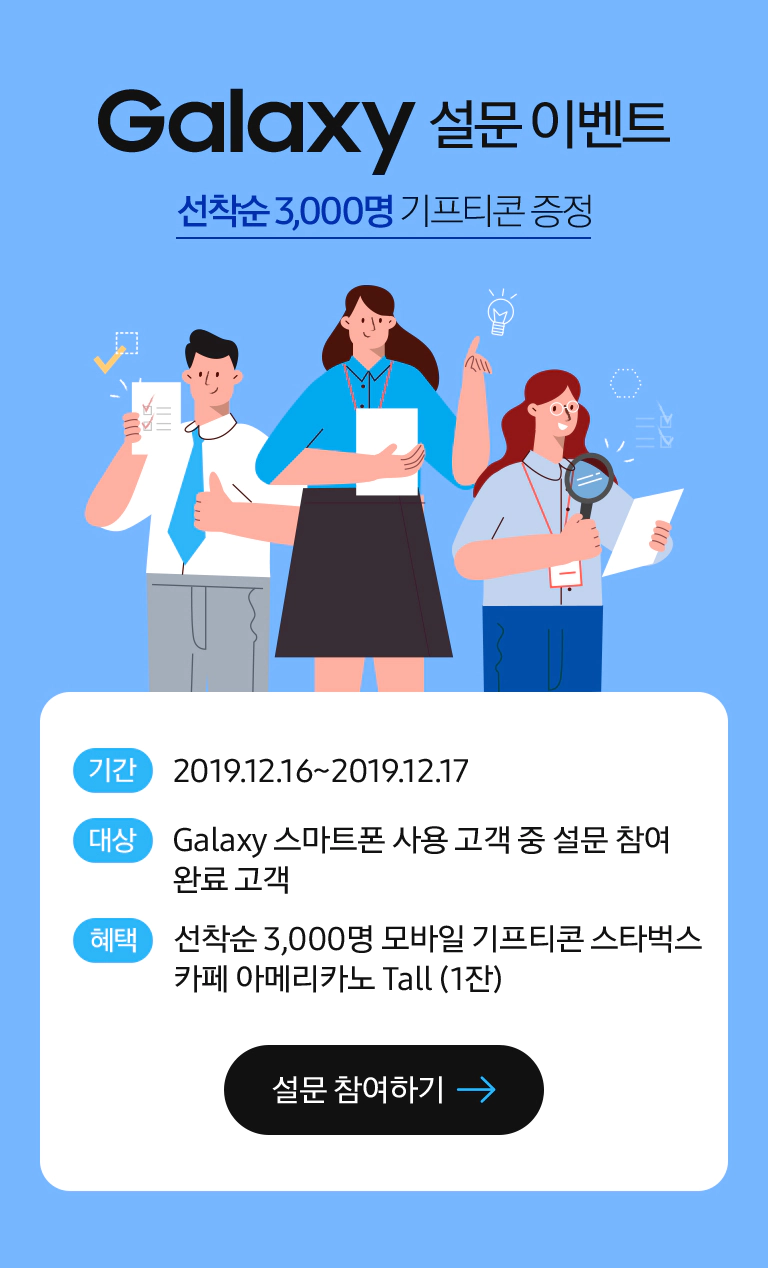 Galaxy 설문 이벤트
선착순 3,000명 기프티콘 증정
기간 2019.12.16~2019.12.17
대상 Galaxy 스마트폰 사용 고객 중 설문 참여
완료 고객
혜택 선착순 3,000명 모바일 기프티콘 스타벅스
카페 아메리카노 Tall (1잔)
설문 참여하기 →